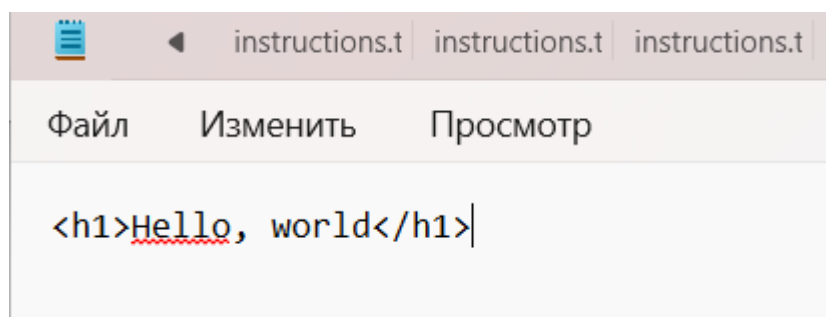 instructions.t instructions.t instructions.t
Файл Изменить Просмотр
<h1>Hello, world</h1>